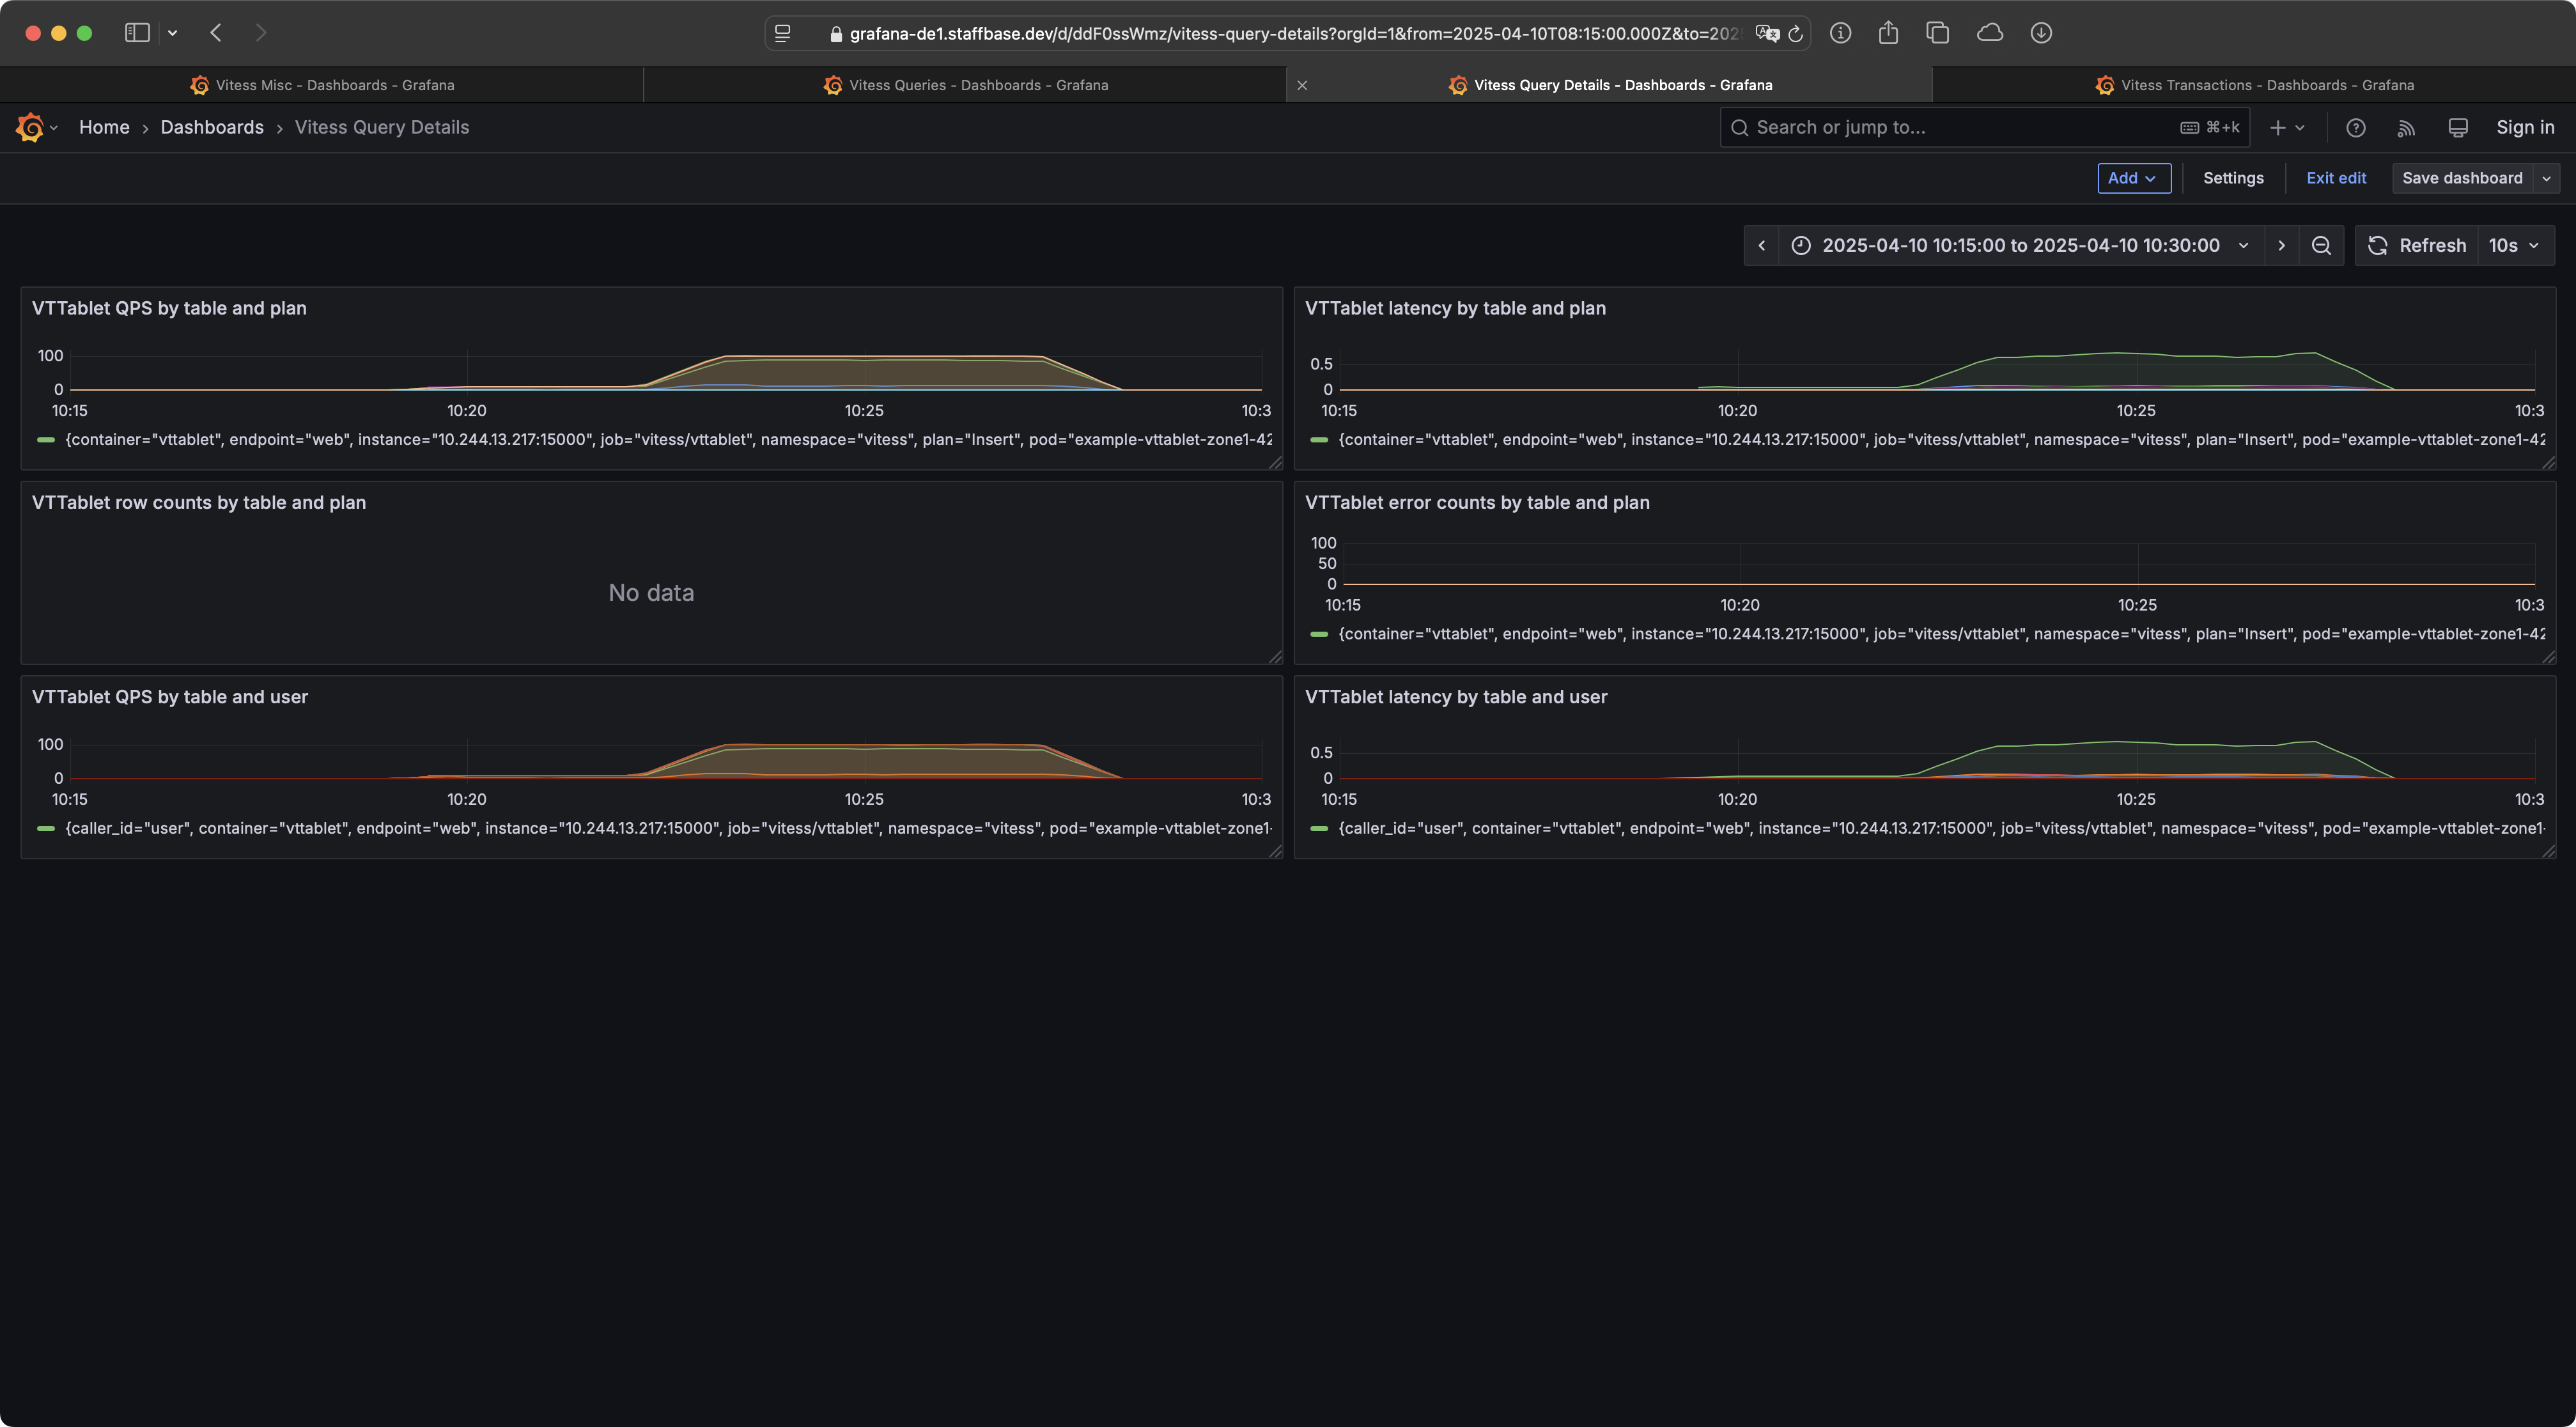 grafana-de1.staffbase.dev/d/ddF0ssWmz/vitess-query-details?orgId=1&from=2025-04-10T08:15:00.000Z&to=202
Vitess Misc - Dashboards - Grafana
Vitess Queries - Dashboards - Grafana
Vitess Query Details - Dashboards - Grafana
Vitess Transactions - Dashboards - Grafana
Home › Dashboards › Vitess Query Details
Search or jump to...
⌘+k
Sign in
Add
Settings
Exit edit
Save dashboard
2025-04-10 10:15:00 to 2025-04-10 10:30:00
Refresh
10s
VTTablet QPS by table and plan
100
0
10:15
10:20
10:25
10:3
{container="vttablet", endpoint="web", instance="10.244.13.217:15000", job="vitess/vttablet", namespace="vitess", plan="Insert", pod="example-vttablet-zone1-42
VTTablet latency by table and plan
0.5
0
10:15
10:20
10:25
10:3
{container="vttablet", endpoint="web", instance="10.244.13.217:15000", job="vitess/vttablet", namespace="vitess", plan="Insert", pod="example-vttablet-zone1-42
VTTablet row counts by table and plan
No data
VTTablet error counts by table and plan
100
50
0
10:15
10:20
10:25
10:3
{container="vttablet", endpoint="web", instance="10.244.13.217:15000", job="vitess/vttablet", namespace="vitess", plan="Insert", pod="example-vttablet-zone1-42
VTTablet QPS by table and user
100
0
10:15
10:20
10:25
10:3
{caller_id="user", container="vttablet", endpoint="web", instance="10.244.13.217:15000", job="vitess/vttablet", namespace="vitess", pod="example-vttablet-zone1-
VTTablet latency by table and user
0.5
0
10:15
10:20
10:25
10:3
{caller_id="user", container="vttablet", endpoint="web", instance="10.244.13.217:15000", job="vitess/vttablet", namespace="vitess", pod="example-vttablet-zone1-